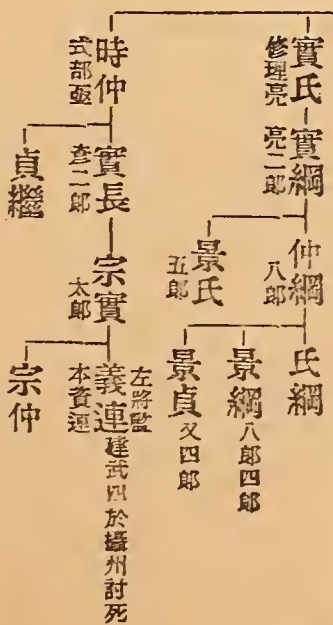 實氏
修理亮
實綱
亮二郎
仲綱
八郎
氏綱
景綱
八郎四郎
景貞
又四郎
景氏
五郎
時仲
式部丞
實長
彥二郎
宗實
太郎
義連
左將監
本資連
建武四於攝州討死
宗仲
貞繼